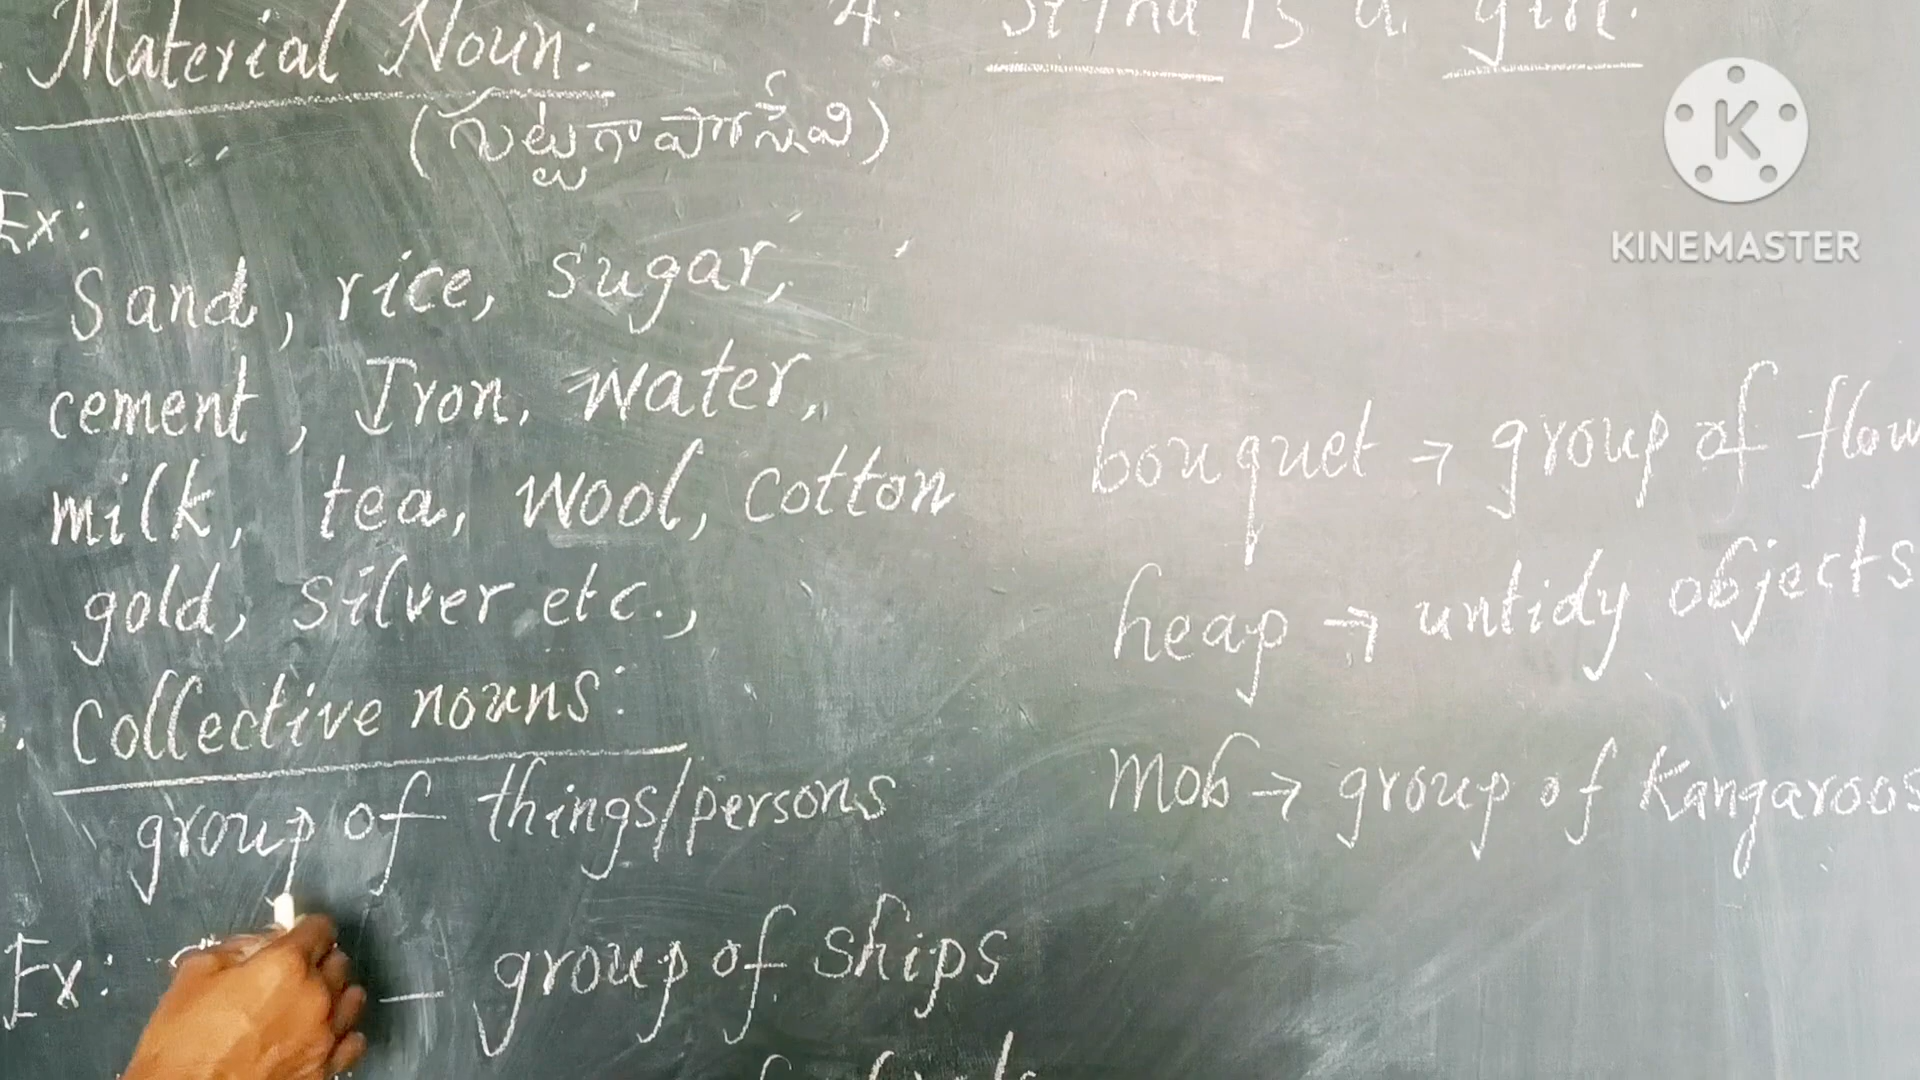 Material Noun:
(గుట్టగా పోసేవి)
Ex:
Sand, rice, sugar,
cement, Iron, water,
milk, tea, wool, cotton
gold, silver etc.,
Collective nouns:
group of things/persons
Ex: – group of ships
4. is a girl.
bouquet → group of flow
heap → untidy objects
Mob → group of Kangaroos
K
KINEMASTER